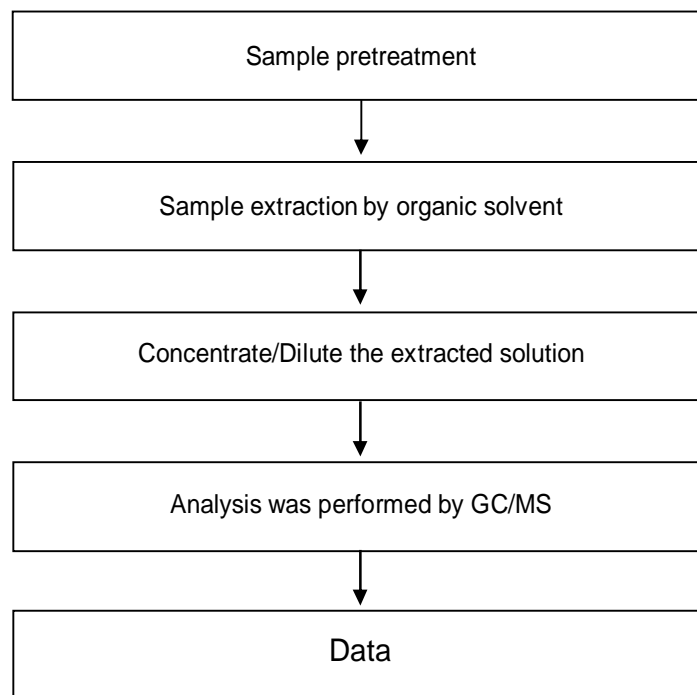 Sample pretreatment
Sample extraction by organic solvent
Concentrate/Dilute the extracted solution
Analysis was performed by GC/MS
Data